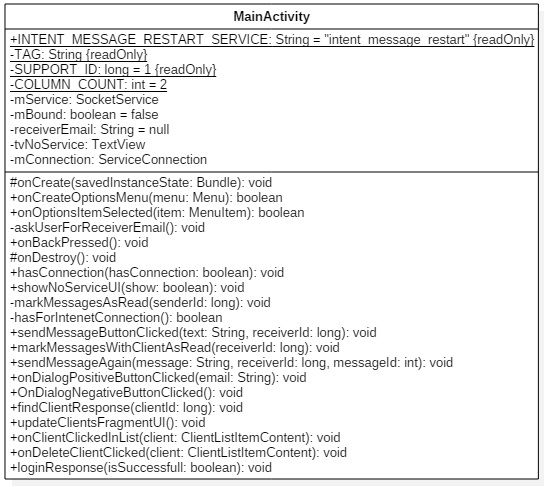 MainActivity
+INTENT_MESSAGE_RESTART_SERVICE: String = "intent_message_restart" {readOnly}
-TAG: String {readOnly}
-SUPPORT_ID: long = 1 {readOnly}
-COLUMN_COUNT: int = 2
-mService: SocketService
-mBound: boolean = false
-receiverEmail: String = null
-tvNoService: TextView
-mConnection: ServiceConnection
#onCreate(savedInstanceState: Bundle): void
+onCreateOptionsMenu(menu: Menu): boolean
+onOptionsItemSelected(item: MenuItem): boolean
-askUserForReceiverEmail(): void
+onBackPressed(): void
#onDestroy(): void
+hasConnection(hasConnection: boolean): void
+showNoServiceUI(show: boolean): void
-markMessagesAsRead(senderId: long): void
-hasForIntenetConnection(): boolean
+sendMessageButtonClicked(text: String, receiverId: long): void
+markMessagesWithClientAsRead(receiverId: long): void
+sendMessageAgain(message: String, receiverId: long, messageId: int): void
+onDialogPositiveButtonClicked(email: String): void
+OnDialogNegativeButtonClicked(): void
+findClientResponse(clientId: long): void
+updateClientsFragmentUI(): void
+onClientClickedInList(client: ClientListItemContent): void
+onDeleteClientClicked(client: ClientListItemContent): void
+loginResponse(isSuccessfull: boolean): void